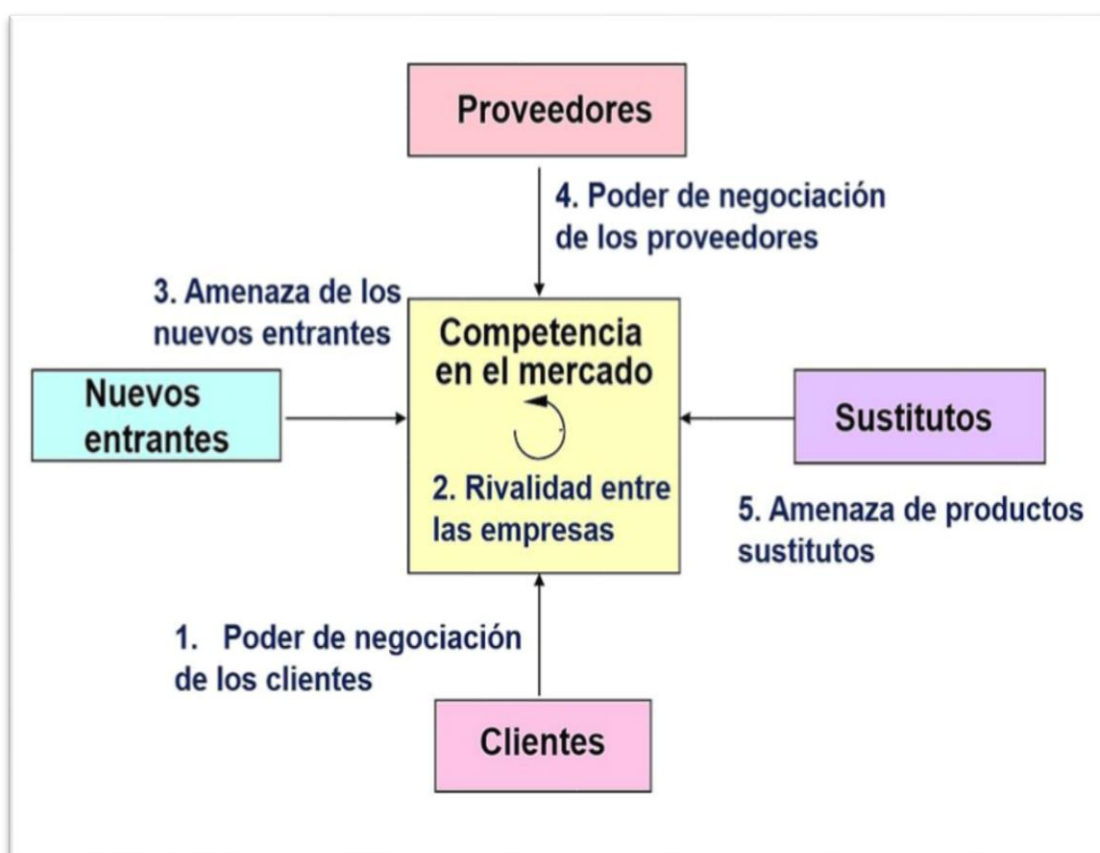 Proveedores
4. Poder de negociación
de los proveedores
3. Amenaza de los
nuevos entrantes
Competencia
en el mercado
Nuevos
entrantes
Sustitutos
2. Rivalidad entre
las empresas
5. Amenaza de productos
sustitutos
1. Poder de negociación
de los clientes
Clientes